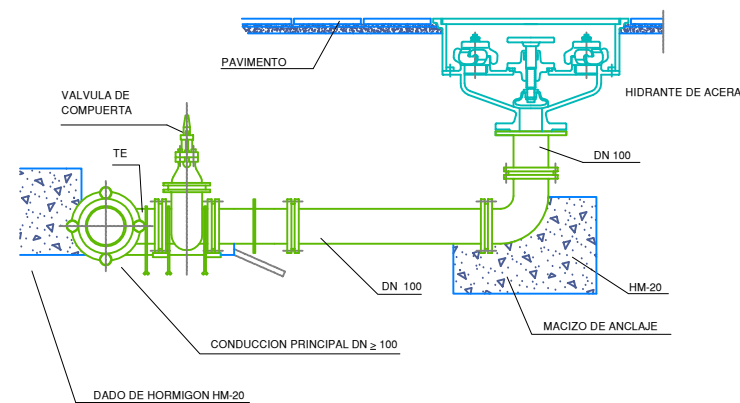 PAVIMENTO
VALVULA DE
COMPUERTA
HIDRANTE DE ACERA
TE
DN 100
DN 100
HM-20
MACIZO DE ANCLAJE
CONDUCCION PRINCIPAL DN ≥ 100
DADO DE HORMIGON HM-20